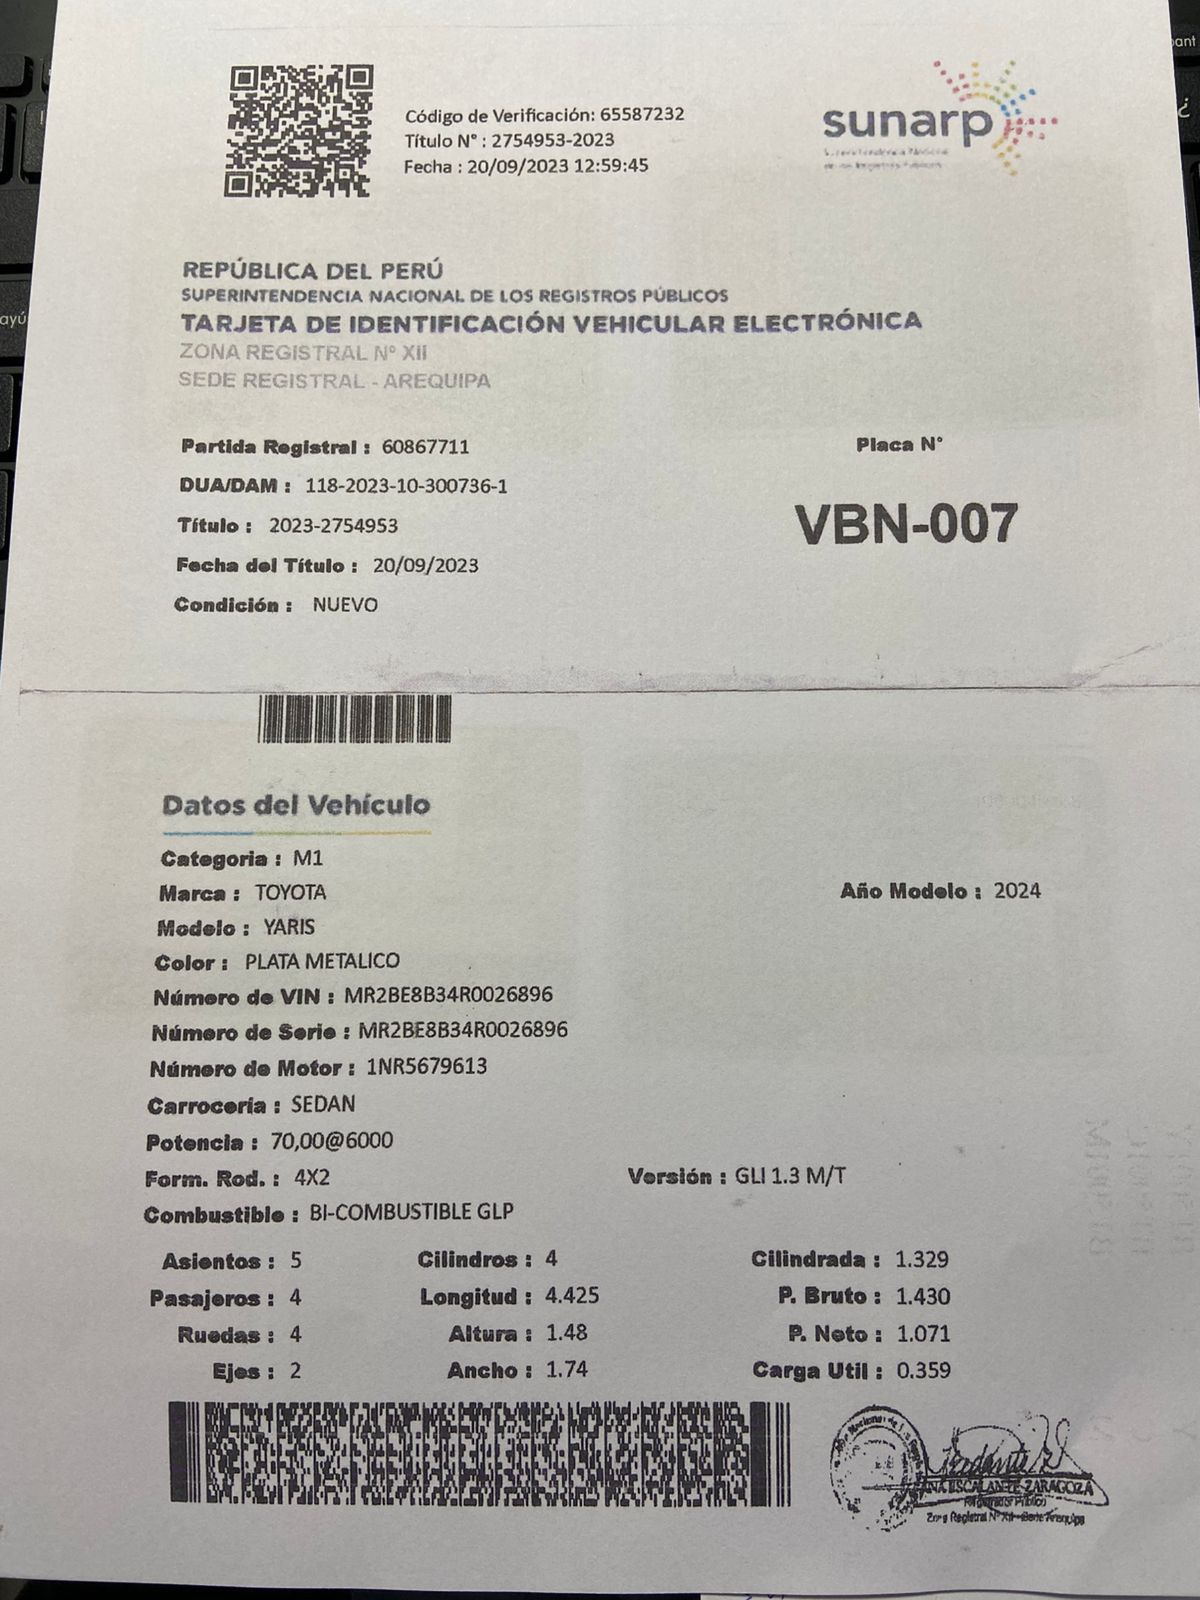 Código de Verificación: 65587232
Título N° : 2754953-2023
Fecha : 20/09/2023 12:59:45
sunarp
Superintendencia Nacional
de los Registros Públicos
REPÚBLICA DEL PERÚ
SUPERINTENDENCIA NACIONAL DE LOS REGISTROS PÚBLICOS
TARJETA DE IDENTIFICACIÓN VEHICULAR ELECTRÓNICA
ZONA REGISTRAL Nº XII
SEDE REGISTRAL - AREQUIPA
Partida Registral : 60867711
Placa N°
DUA/DAM : 118-2023-10-300736-1
VBN-007
Título : 2023-2754953
Fecha del Título : 20/09/2023
Condición : NUEVO
Datos del Vehículo
Categoria : M1
Marca : TOYOTA
Año Modelo : 2024
Modelo : YARIS
Color : PLATA METALICO
Número de VIN : MR2BE8B34R0026896
Número de Serie : MR2BE8B34R0026896
Número de Motor : 1NR5679613
Carrocería : SEDAN
Potencia : 70,00@6000
Form. Rod. : 4X2
Versión : GLI 1.3 M/T
Combustible : BI-COMBUSTIBLE GLP
Asientos : 5 Cilindros : 4 Cilindrada : 1.329
Pasajeros : 4 Longitud : 4.425 P. Bruto : 1.430
Ruedas : 4 Altura : 1.48 P. Neto : 1.071
Ejes : 2 Ancho : 1.74 Carga Util : 0.359
ESCALANTE ZARAGOZA
Registrador Público
Zona Registral N° XII - Sede Arequipa